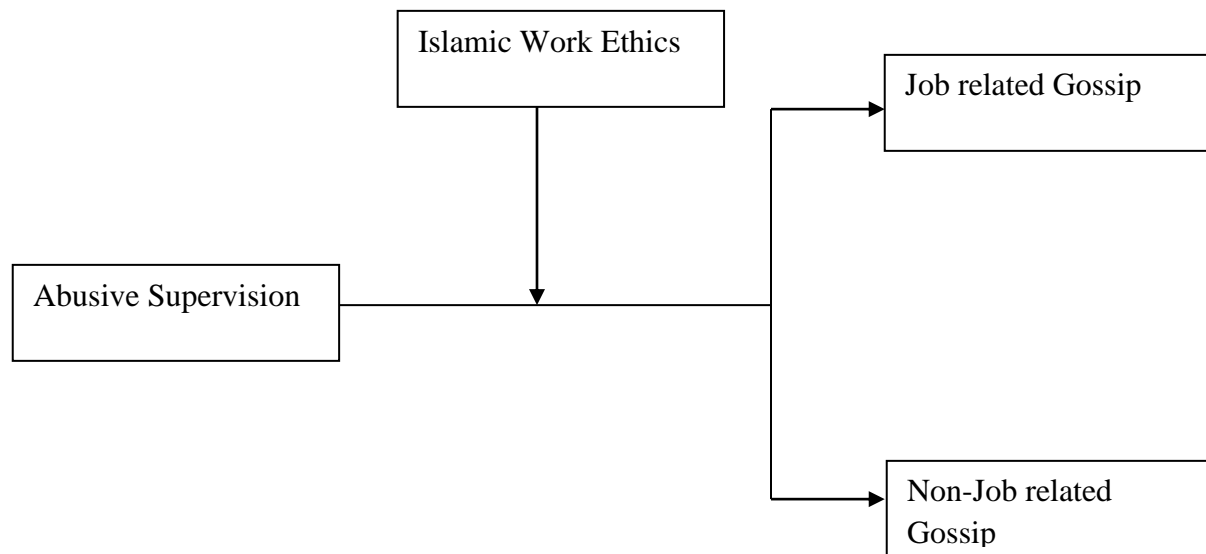 Islamic Work Ethics
Job related Gossip
Abusive Supervision
Non-Job related
Gossip